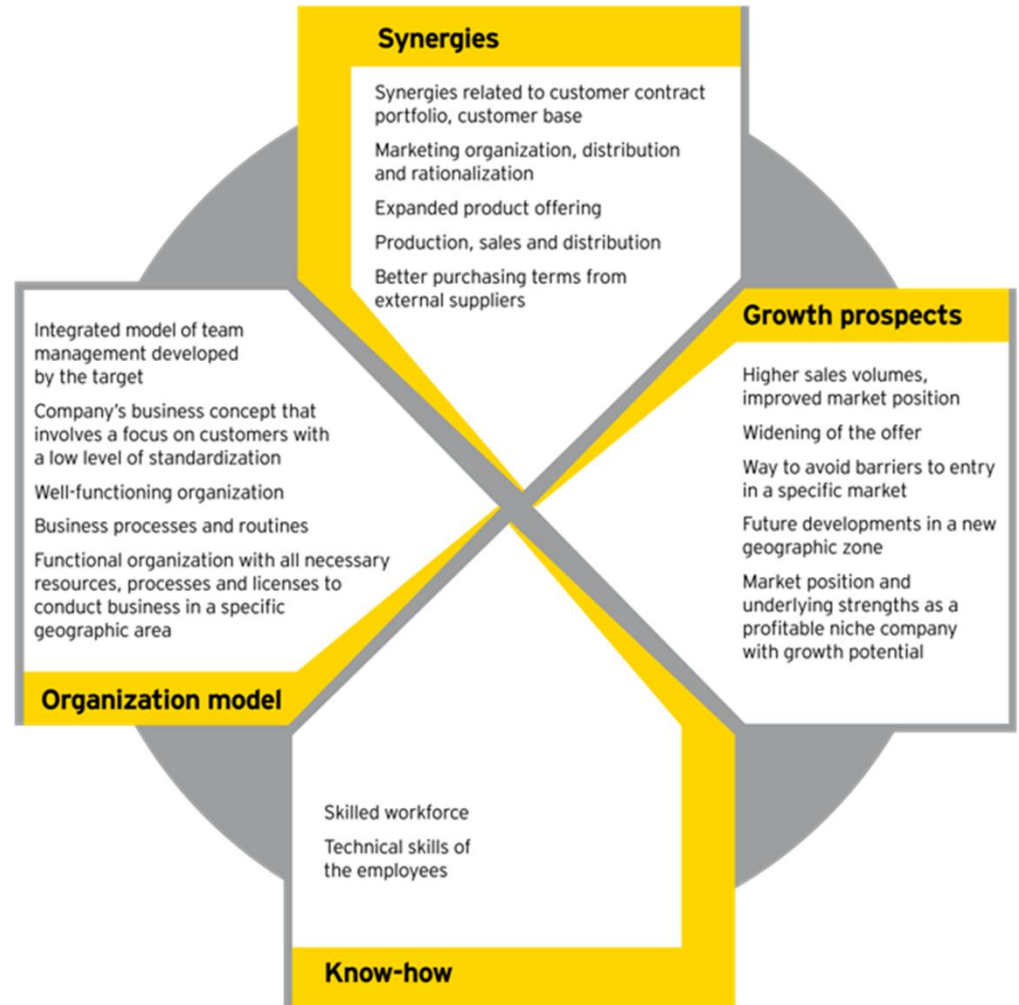 Synergies
Synergies related to customer contract
portfolio, customer base
Marketing organization, distribution
and rationalization
Expanded product offering
Production, sales and distribution
Better purchasing terms from
external suppliers
Growth prospects
Higher sales volumes,
improved market position
Widening of the offer
Way to avoid barriers to entry
in a specific market
Future developments in a new
geographic zone
Market position and
underlying strengths as a
profitable niche company
with growth potential
Integrated model of team
management developed
by the target
Company’s business concept that
involves a focus on customers with
a low level of standardization
Well-functioning organization
Business processes and routines
Functional organization with all necessary
resources, processes and licenses to
conduct business in a specific
geographic area
Organization model
Skilled workforce
Technical skills of
the employees
Know-how